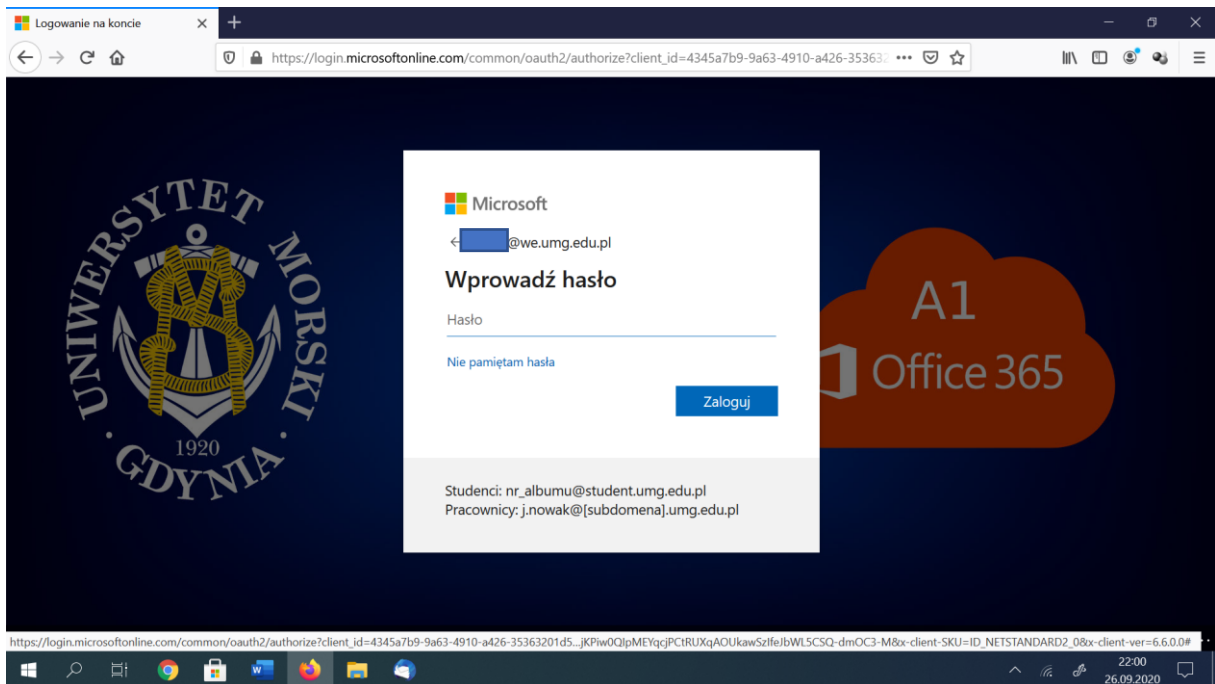 Logowanie na koncie
https://login.microsoftonline.com/common/oauth2/authorize?client_id=4345a7b9-9a63-4910-a426-353632
UNIWERSYTET MORSKI
1920
GDYNIA
Microsoft
@we.umg.edu.pl
Wprowadź hasło
Hasło
Nie pamiętam hasła
Zaloguj
Studenci: nr_albumu@student.umg.edu.pl
Pracownicy: j.nowak@[subdomena].umg.edu.pl
A1
Office 365
https://login.microsoftonline.com/common/oauth2/authorize?client_id=4345a7b9-9a63-4910-a426-35363201d5...jKPiw0QIpMEYqcjPCtRUXqAOUkawSzIfeJbWL5CSQ-dmOC3-M&x-client-SKU=ID_NETSTANDARD2_0&x-client-ver=6.6.0.0#
22:00
26.09.2020